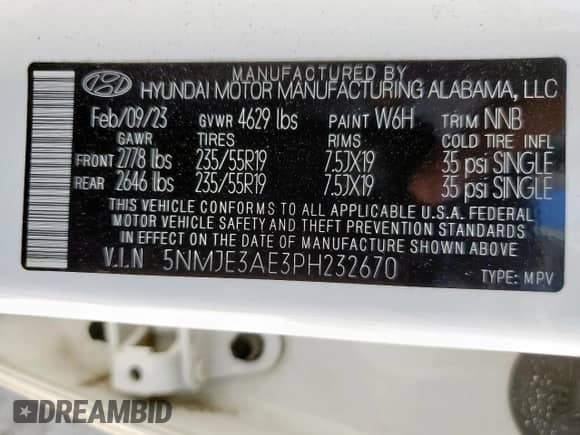 MANUFACTURED BY
HYUNDAI MOTOR MANUFACTURING ALABAMA, LLC
Feb/09/23 GVWR 4629 lbs PAINT W6H TRIM NNB
GAWR TIRES RIMS COLD TIRE INFL
FRONT 2778 lbs 235/55R19 7.5JX19 35 psi SINGLE
REAR 2646 lbs 235/55R19 7.5JX19 35 psi SINGLE
THIS VEHICLE CONFORMS TO ALL APPLICABLE U.S.A. FEDERAL
MOTOR VEHICLE SAFETY AND THEFT PREVENTION STANDARDS
IN EFFECT ON THE DATE OF MANUFACTURE SHOWN ABOVE.
V.I.N 5NMJE3AE3PH232670
TYPE: MPV
DREAMBID